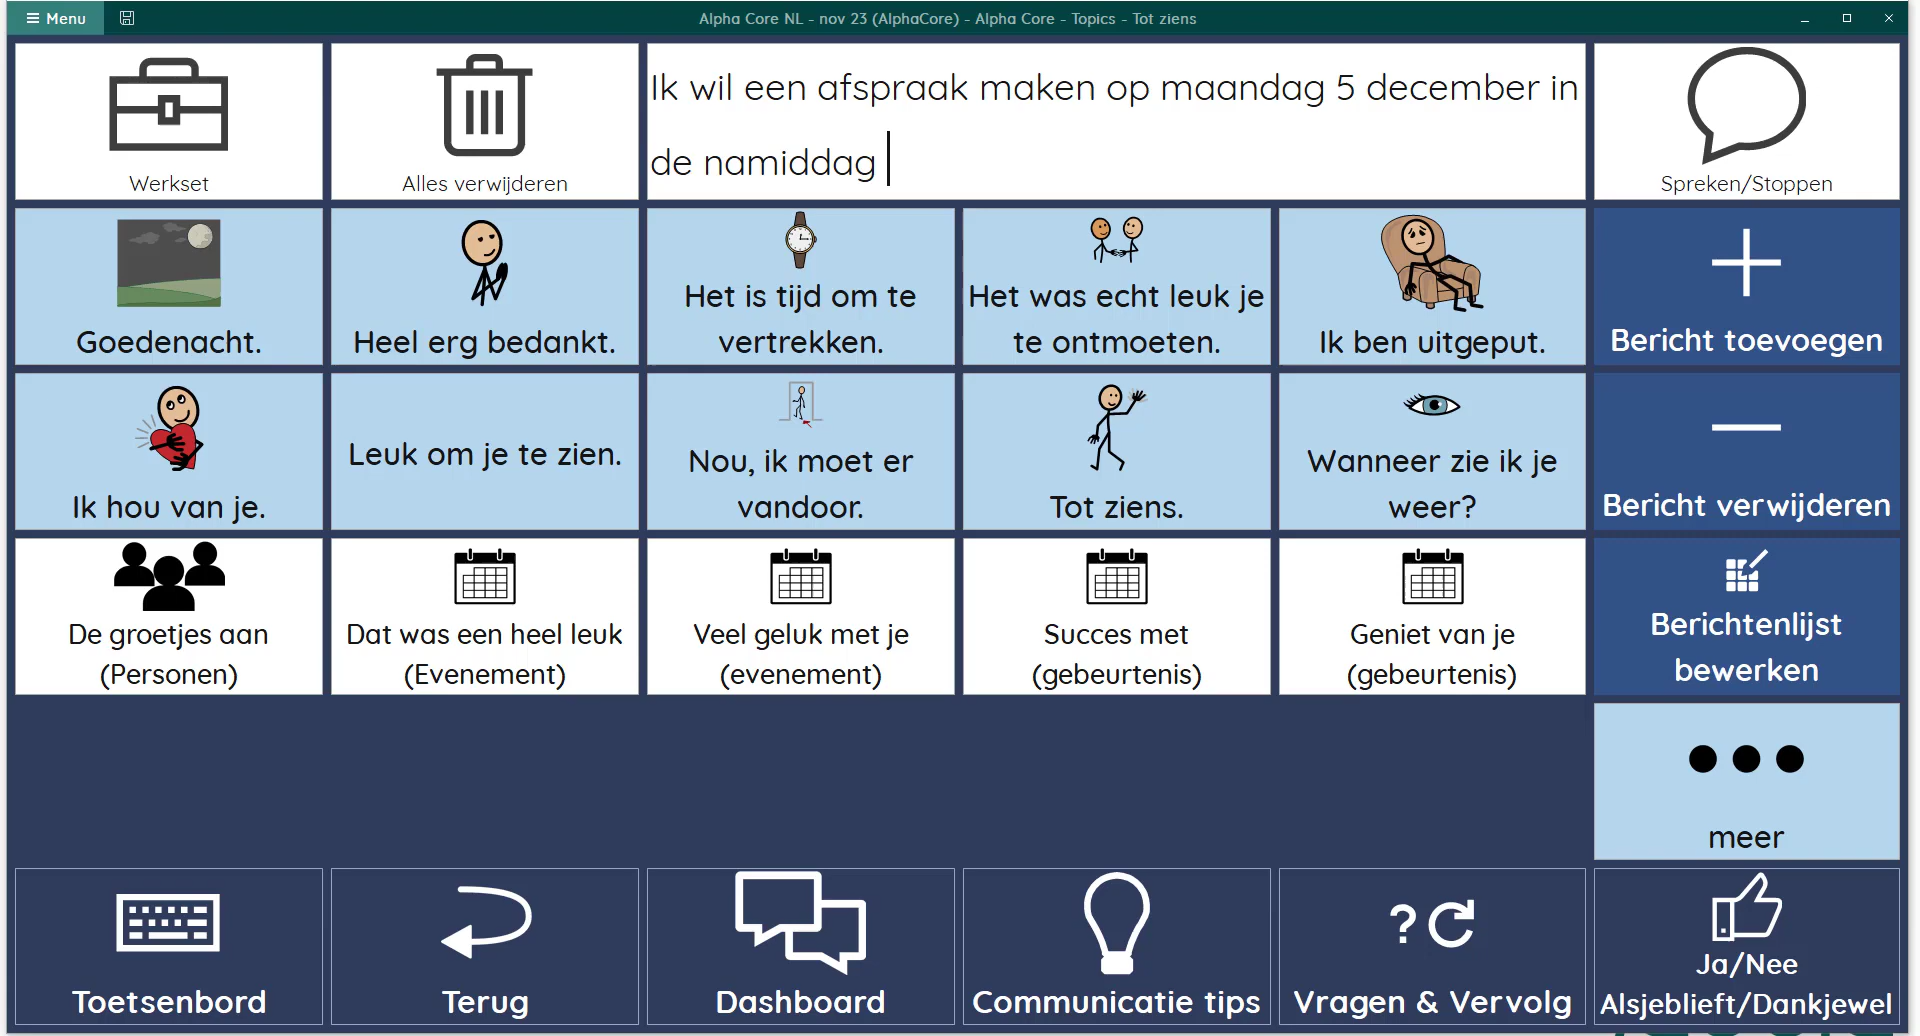 Menu
Alpha Core NL - nov 23 (AlphaCore) - Alpha Core - Topics - Tot ziens
Werkset
Alles verwijderen
Ik wil een afspraak maken op maandag 5 december in
de namiddag
Spreken/Stoppen
Goedenacht.
Heel erg bedankt.
Het is tijd om te
vertrekken.
Het was echt leuk je
te ontmoeten.
Ik ben uitgeput.
Bericht toevoegen
Ik hou van je.
Leuk om je te zien.
Nou, ik moet er
vandoor.
Tot ziens.
Wanneer zie ik je
weer?
Bericht verwijderen
De groetjes aan
(Personen)
Dat was een heel leuk
(Evenement)
Veel geluk met je
(evenement)
Succes met
(gebeurtenis)
Geniet van je
(gebeurtenis)
Berichtenlijst
bewerken
meer
Toetsenbord
Terug
Dashboard
Communicatie tips
?
Vragen & Vervolg
Ja/Nee
Alsjeblieft/Dankjewel